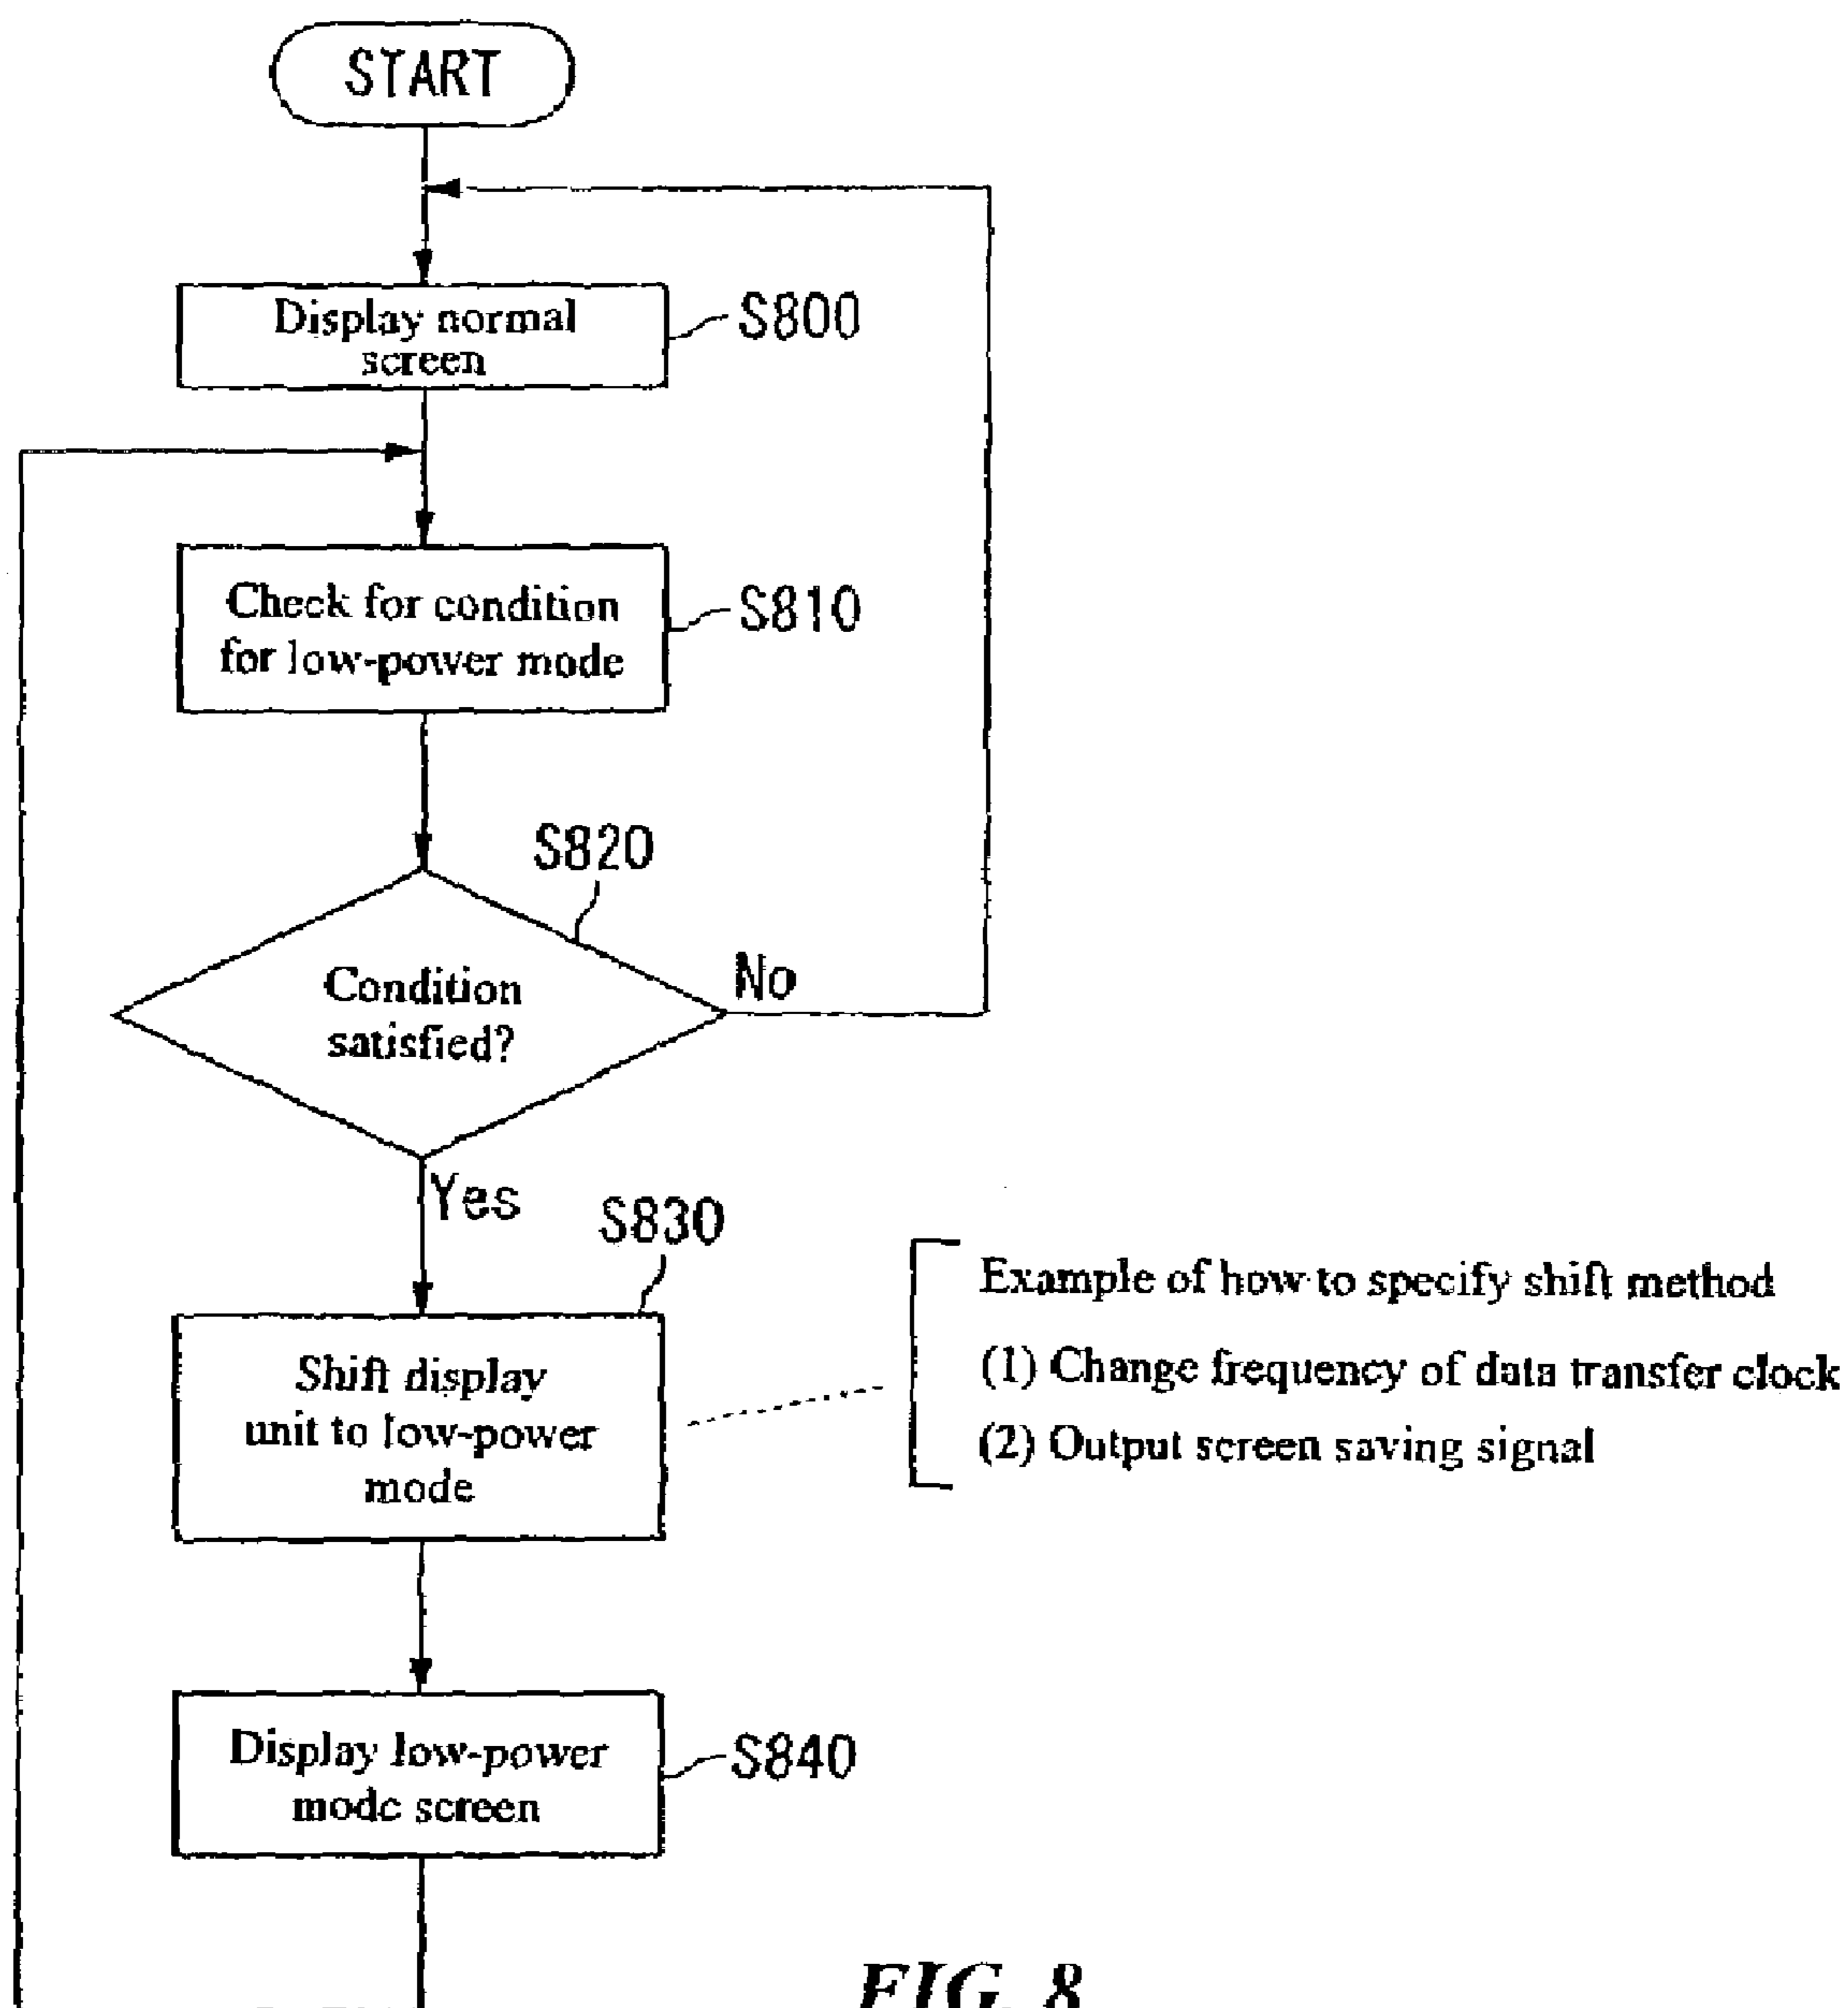 START
Display normal
screen
S800
Check for condition
for low-power mode
S810
S820
Condition
satisfied?
No
Yes
S830
Shift display
unit to low-power
mode
Example of how to specify shift method
(1) Change frequency of data transfer clock
(2) Output screen saving signal
Display low-power
mode screen
S840
FIG. 8